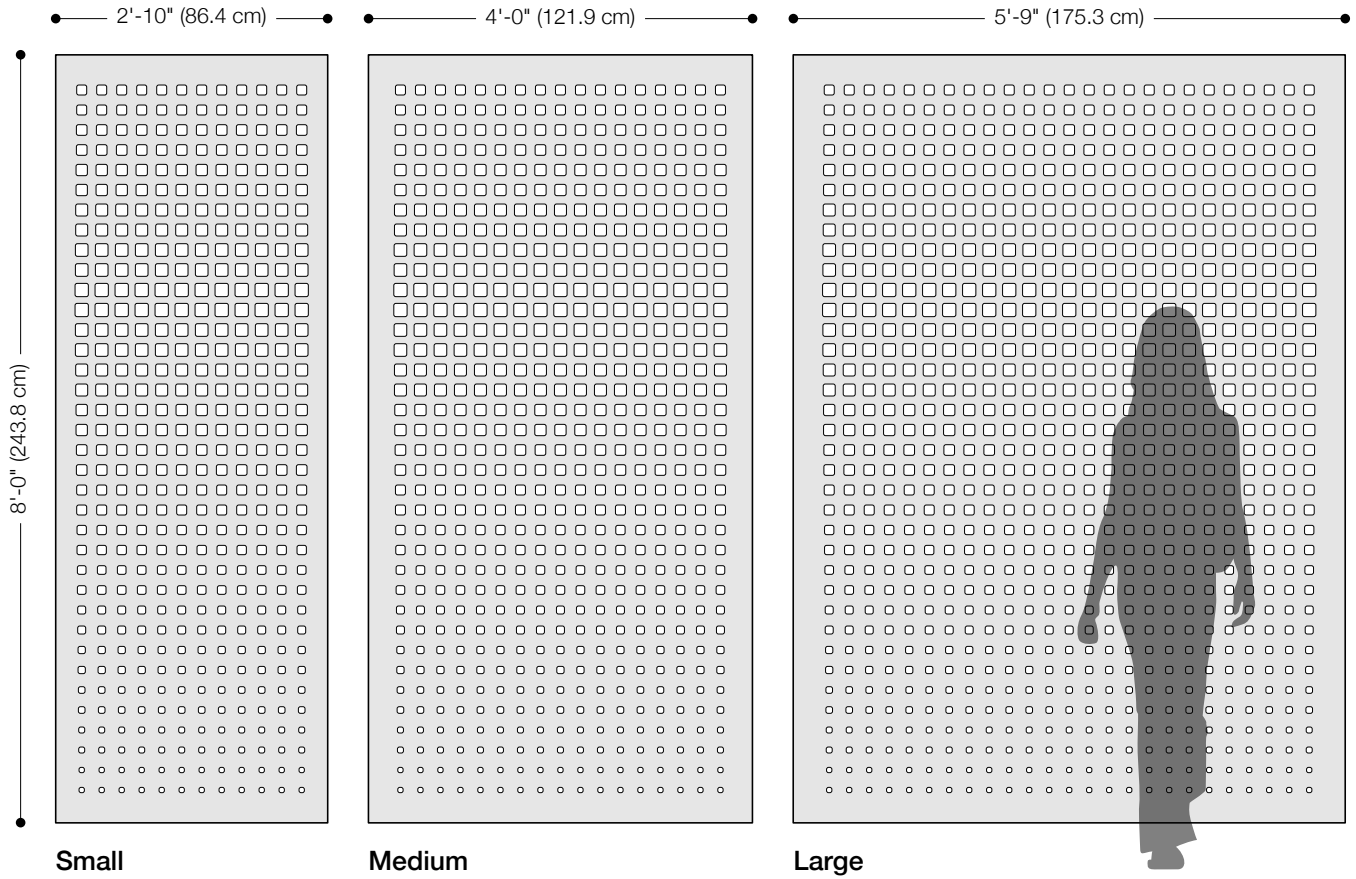 2'-10" (86.4 cm)
4'-0" (121.9 cm)
5'-9" (175.3 cm)
8'-0" (243.8 cm)
Small
Medium
Large